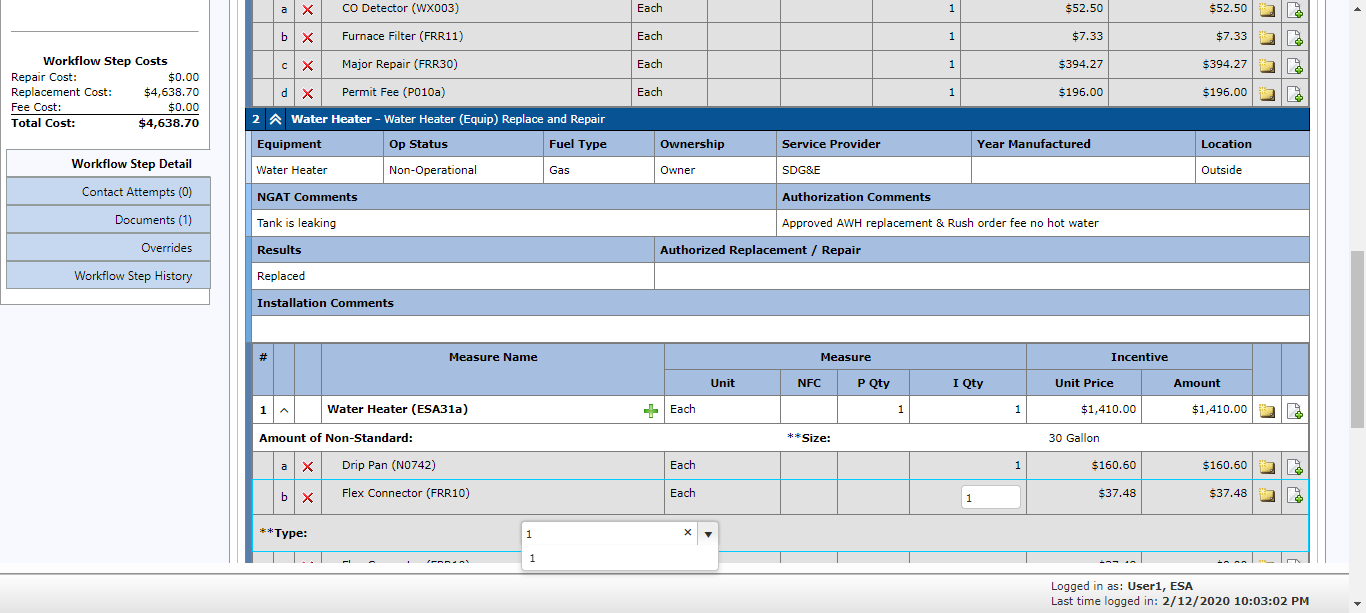 a CO Detector (WX003) Each 1 $52.50 $52.50
b Furnace Filter (FRR11) Each 1 $7.33 $7.33
c Major Repair (FRR30) Each 1 $394.27 $394.27
d Permit Fee (P010a) Each 1 $196.00 $196.00
Workflow Step Costs
Repair Cost: $0.00
Replacement Cost: $4,638.70
Fee Cost: $0.00
Total Cost: $4,638.70
Workflow Step Detail
Contact Attempts (0)
Documents (1)
Overrides
Workflow Step History
2 Water Heater - Water Heater (Equip) Replace and Repair
Equipment Op Status Fuel Type Ownership Service Provider Year Manufactured Location
Water Heater Non-Operational Gas Owner SDG&E Outside
NGAT Comments Authorization Comments
Tank is leaking Approved AWH replacement & Rush order fee no hot water
Results Authorized Replacement / Repair
Replaced
Installation Comments
# Measure Name Measure Incentive
Unit NFC P Qty I Qty Unit Price Amount
1 Water Heater (ESA31a) Each 1 1 $1,410.00 $1,410.00
Amount of Non-Standard: **Size: 30 Gallon
a Drip Pan (N0742) Each 1 $160.60 $160.60
b Flex Connector (FRR10) Each 1 $37.48 $37.48
**Type: 1
1
Logged in as: User1, ESA
Last time logged in: 2/12/2020 10:03:02 PM